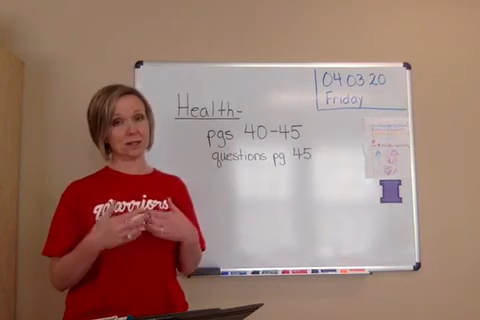 04 03 20
Friday
Health-
pgs 40-45
questions pg 45
Warriors